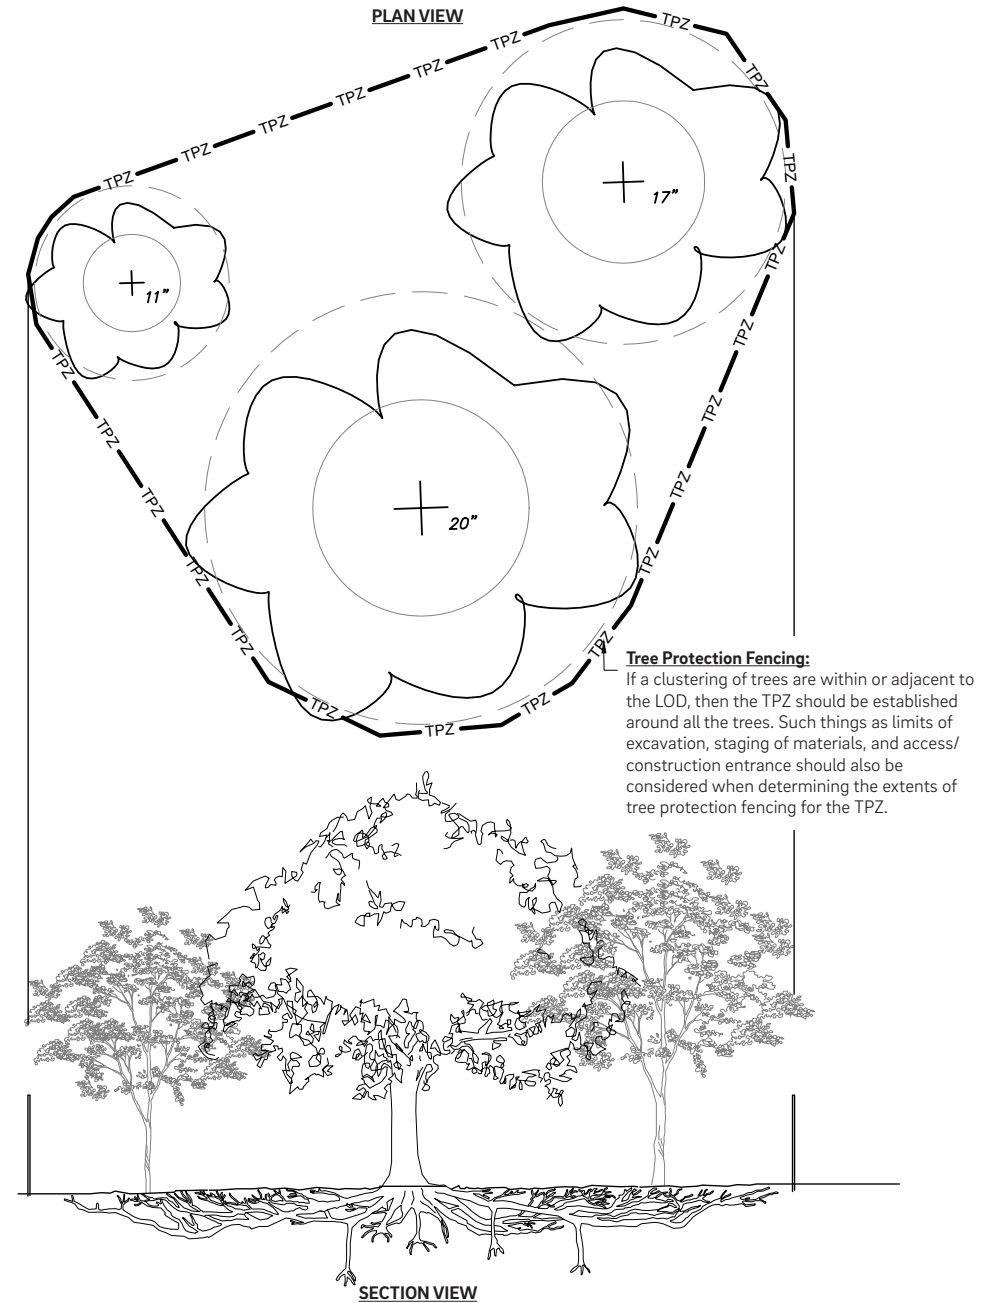 PLAN VIEW
TPZ
TPZ
TPZ
TPZ
TPZ
TPZ
TPZ
TPZ
TPZ
17”
TPZ
11”
TPZ
TPZ
TPZ
TPZ
TPZ
TPZ
20”
TPZ
TPZ
TPZ
TPZ
TPZ
TPZ
TPZ
Tree Protection Fencing:
If a clustering of trees are within or adjacent to
the LOD, then the TPZ should be established
around all the trees. Such things as limits of
excavation, staging of materials, and access/
construction entrance should also be
considered when determining the extents of
tree protection fencing for the TPZ.
SECTION VIEW